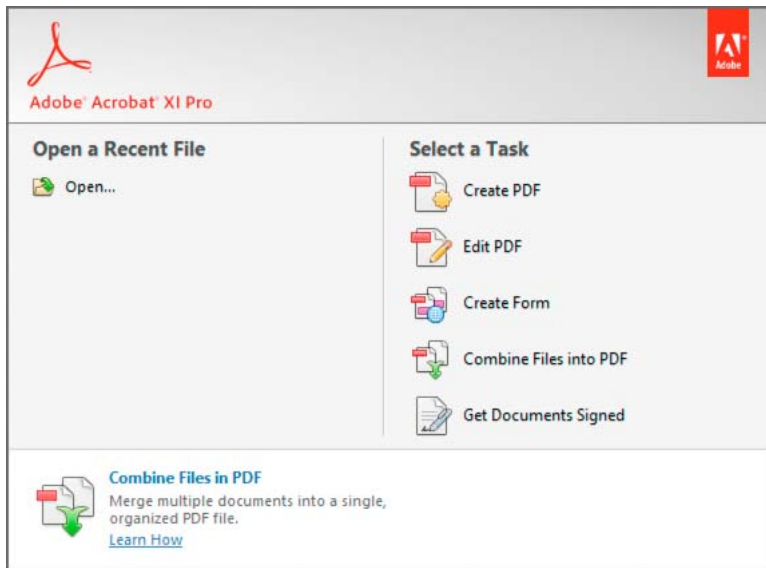 Adobe® Acrobat® XI Pro
Adobe
Open a Recent File
Open...
Select a Task
Create PDF
Edit PDF
Create Form
Combine Files into PDF
Get Documents Signed
Combine Files in PDF
Merge multiple documents into a single,
organized PDF file.
Learn How